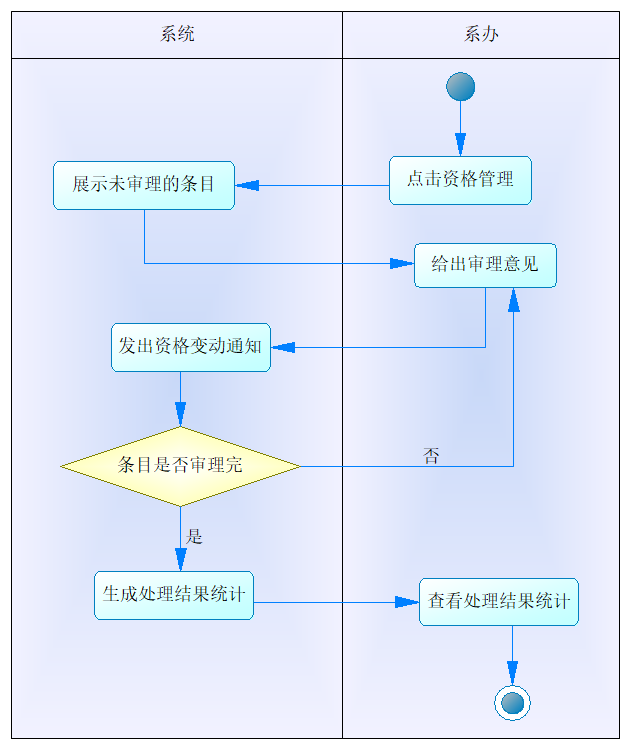 系统
系办
点击资格管理
展示未审理的条目
给出审理意见
发出资格变动通知
条目是否审理完
否
是
生成处理结果统计
查看处理结果统计